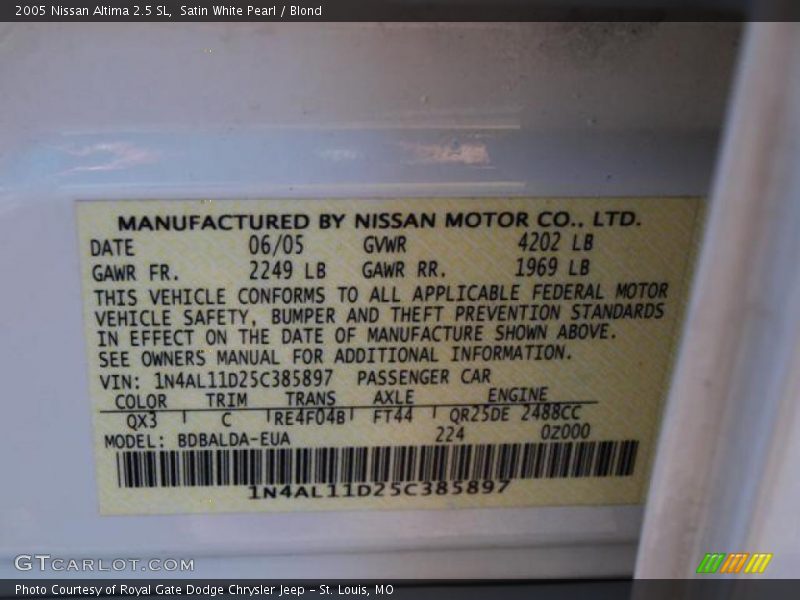 2005 Nissan Altima 2.5 SL, Satin White Pearl / Blond
MANUFACTURED BY NISSAN MOTOR CO., LTD.
DATE 06/05 GVWR 4202 LB
GAWR FR. 2249 LB GAWR RR. 1969 LB
THIS VEHICLE CONFORMS TO ALL APPLICABLE FEDERAL MOTOR
VEHICLE SAFETY, BUMPER AND THEFT PREVENTION STANDARDS
IN EFFECT ON THE DATE OF MANUFACTURE SHOWN ABOVE.
SEE OWNERS MANUAL FOR ADDITIONAL INFORMATION.
VIN: 1N4AL11D25C385897 PASSENGER CAR
COLOR TRIM TRANS AXLE ENGINE
QX3 C RE4F04B FT44 QR25DE 2488CC
MODEL: BDBALDA-EUA 224 0Z000
1N4AL11D25C385897
GTCARLOT.COM
Photo Courtesy of Royal Gate Dodge Chrysler Jeep - St. Louis, MO